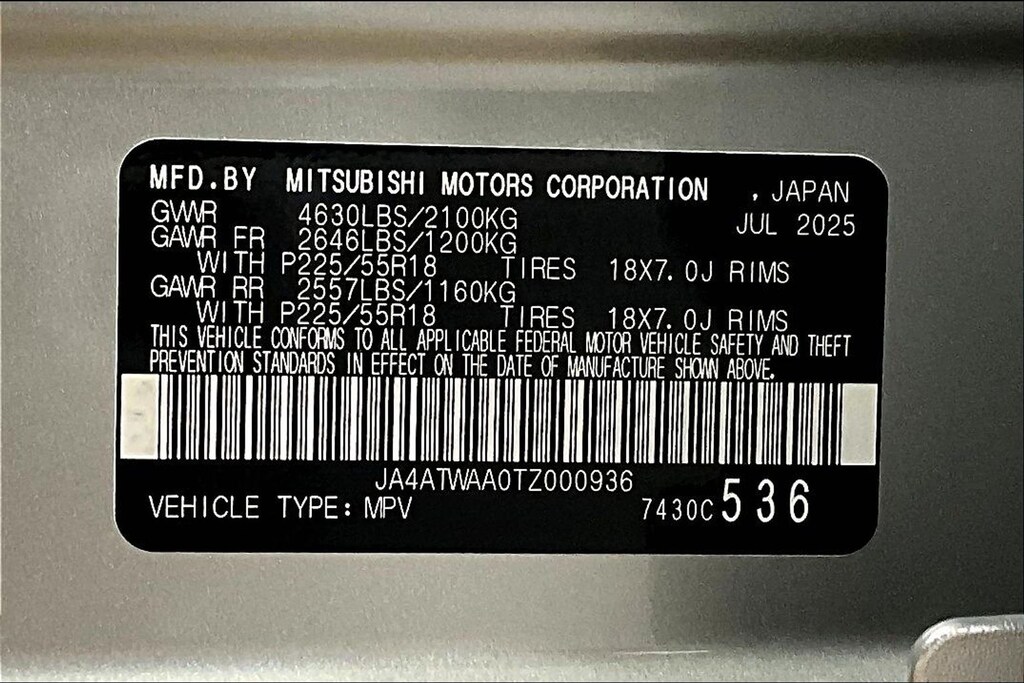 MFD.BY MITSUBISHI MOTORS CORPORATION , JAPAN
GVWR 4630LBS/2100KG JUL 2025
GAWR FR 2646LBS/1200KG
WITH P225/55R18 TIRES 18X7.0J RIMS
GAWR RR 2557LBS/1160KG
WITH P225/55R18 TIRES 18X7.0J RIMS
THIS VEHICLE CONFORMS TO ALL APPLICABLE FEDERAL MOTOR VEHICLE SAFETY AND THEFT
PREVENTION STANDARDS IN EFFECT ON THE DATE OF MANUFACTURE SHOWN ABOVE.
JA4ATWAA0TZ000936
VEHICLE TYPE: MPV 7430C 536